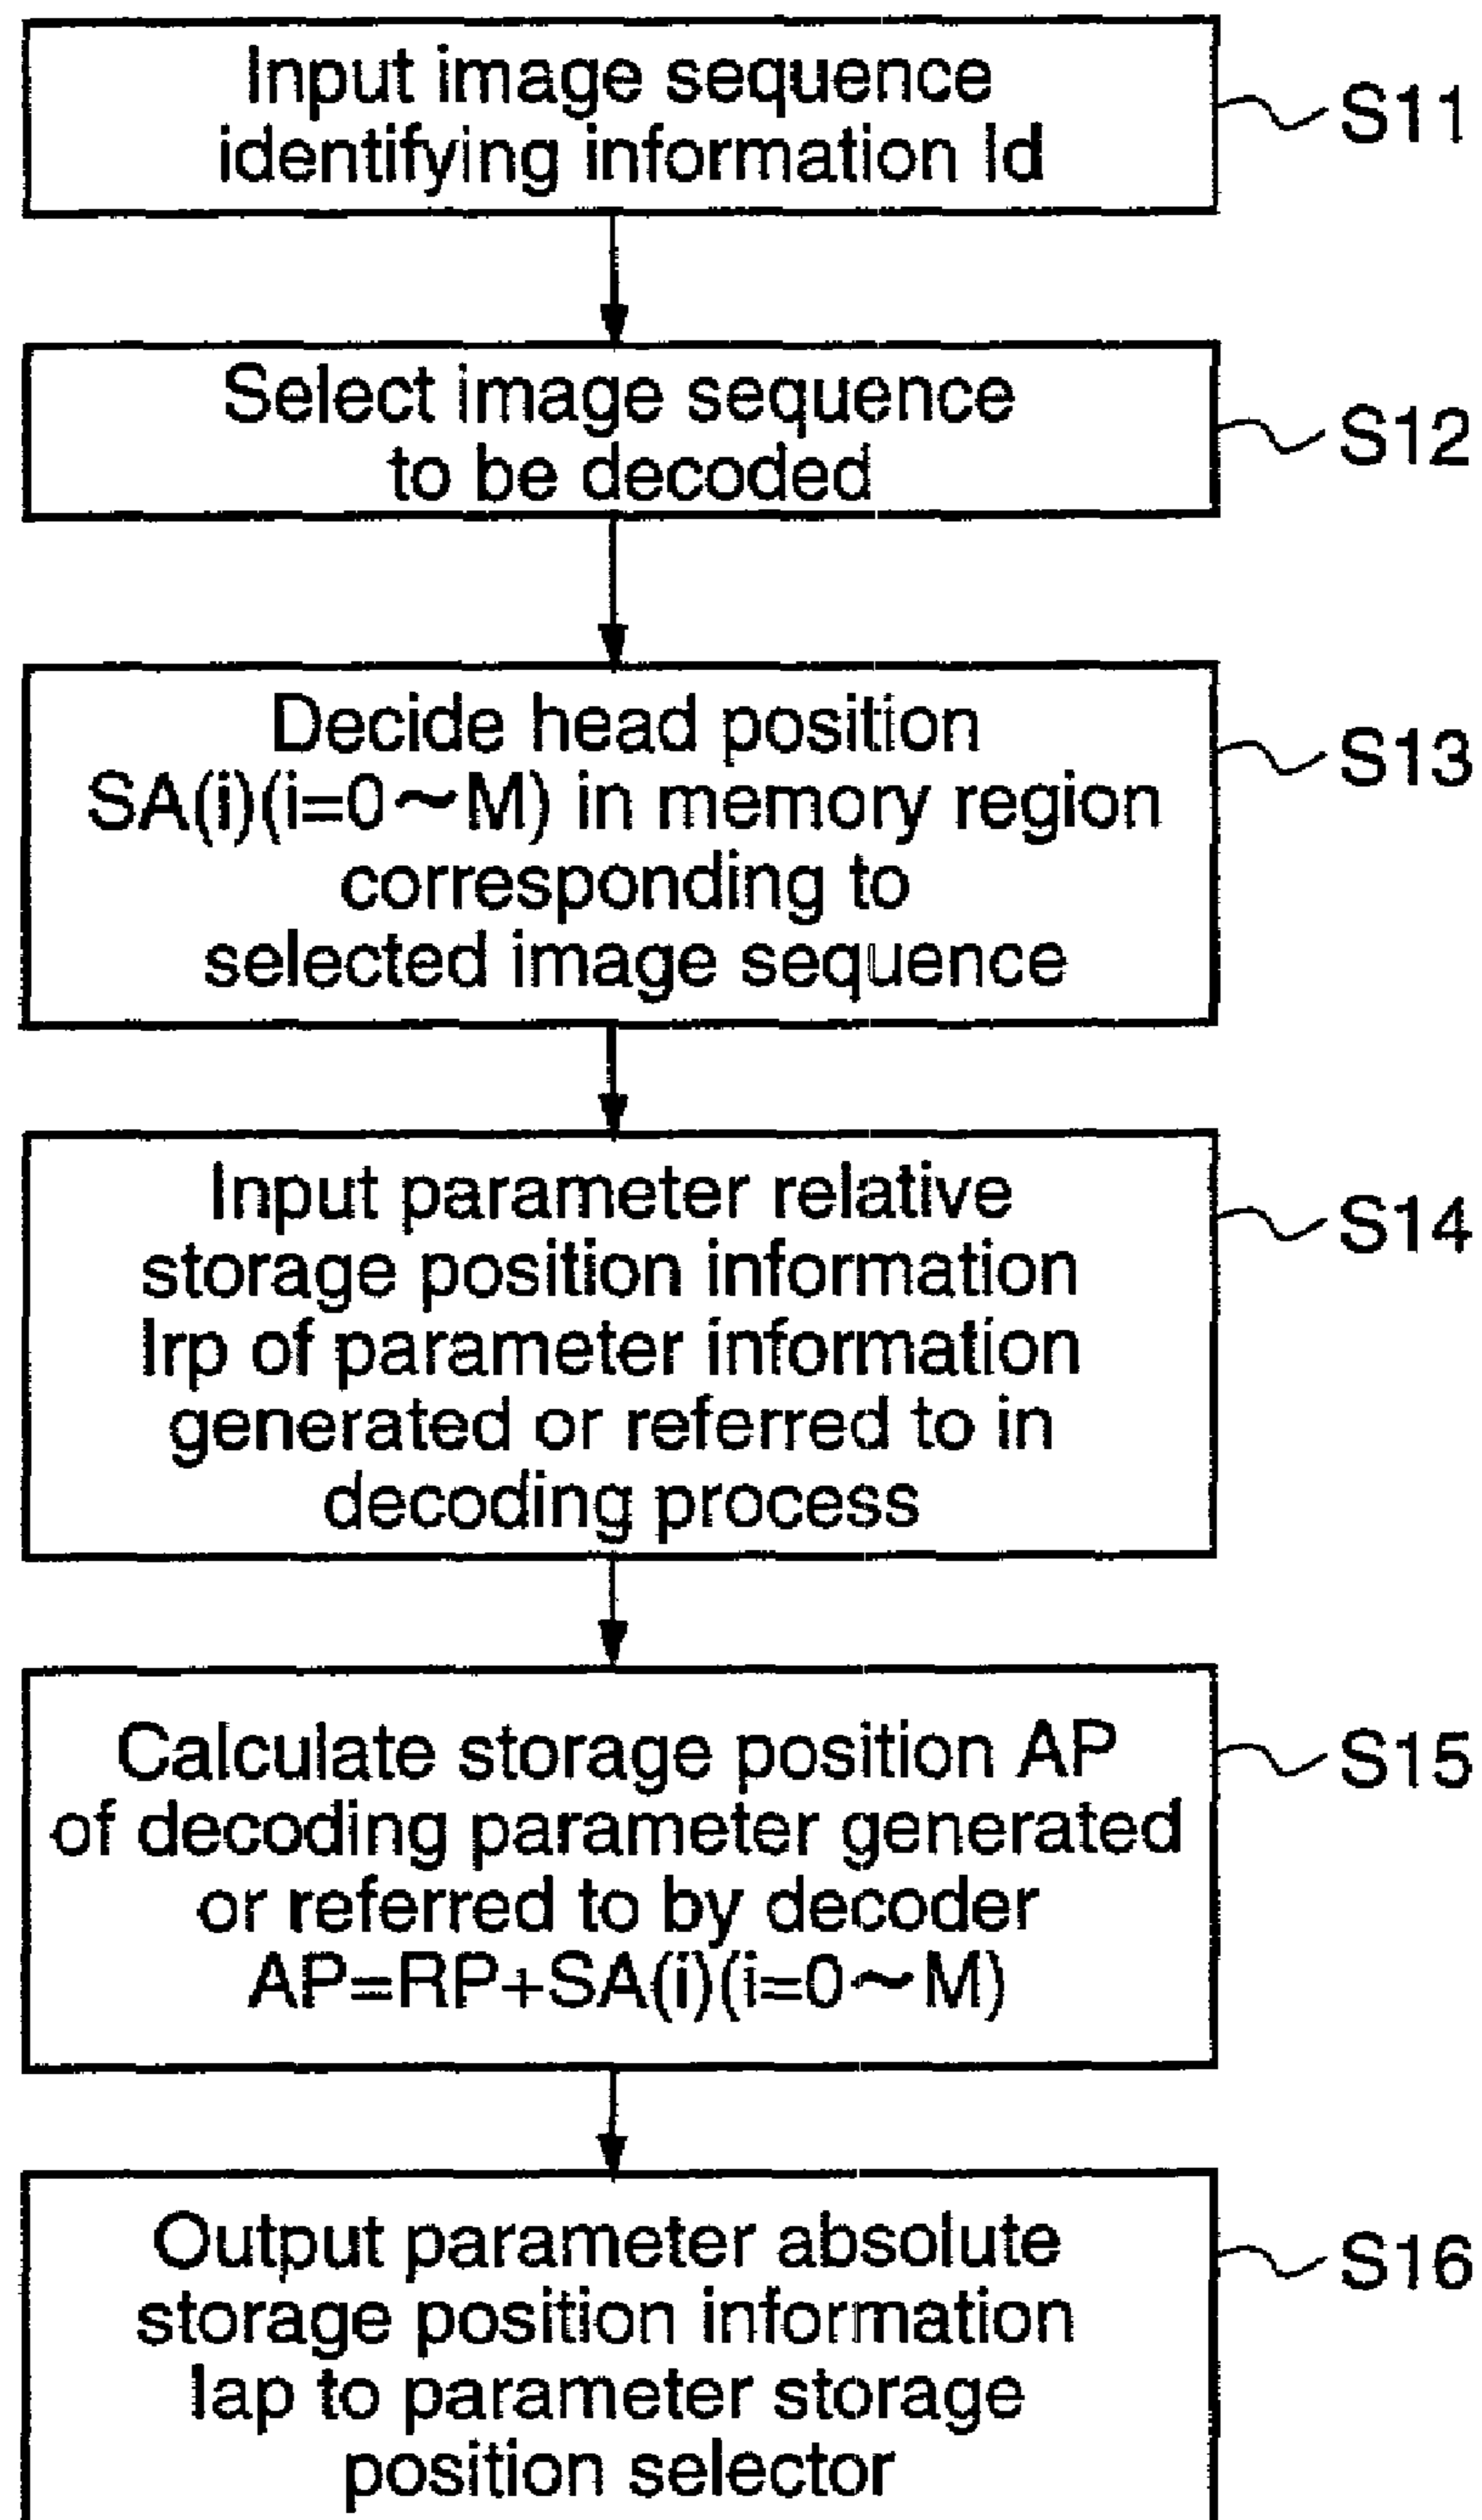 Input image sequence
identifying information Id
S11
Select image sequence
to be decoded
S12
Decide head position
SA(i)(i=0～M) in memory region
corresponding to
selected image sequence
S13
Input parameter relative
storage position information
Irp of parameter information
generated or referred to in
decoding process
S14
Calculate storage position AP
of decoding parameter generated
or referred to by decoder
AP=RP+SA(i)(i=0～M)
S15
Output parameter absolute
storage position information
Iap to parameter storage
position selector
S16